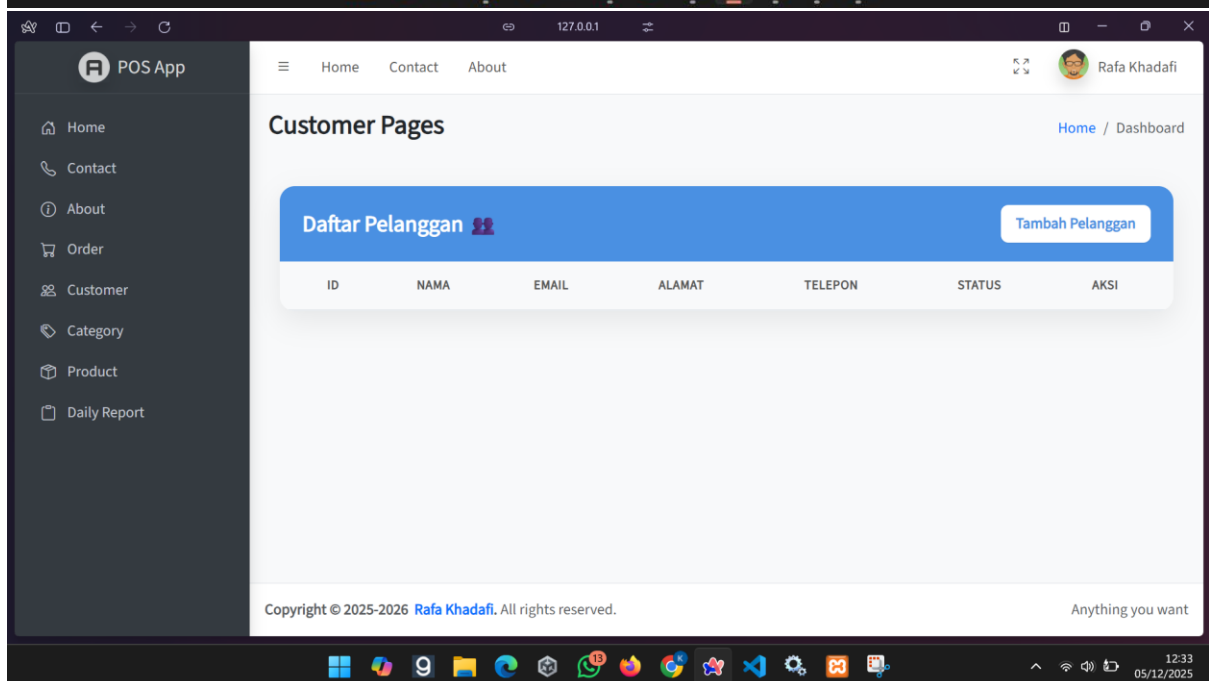 127.0.0.1
POS App
Home Contact About
Rafa Khadafi
Home
Contact
About
Order
Customer
Category
Product
Daily Report
Customer Pages
Home / Dashboard
Daftar Pelanggan
Tambah Pelanggan
ID NAMA EMAIL ALAMAT TELEPON STATUS AKSI
Copyright © 2025-2026 Rafa Khadafi. All rights reserved.
Anything you want
13
12:33
05/12/2025